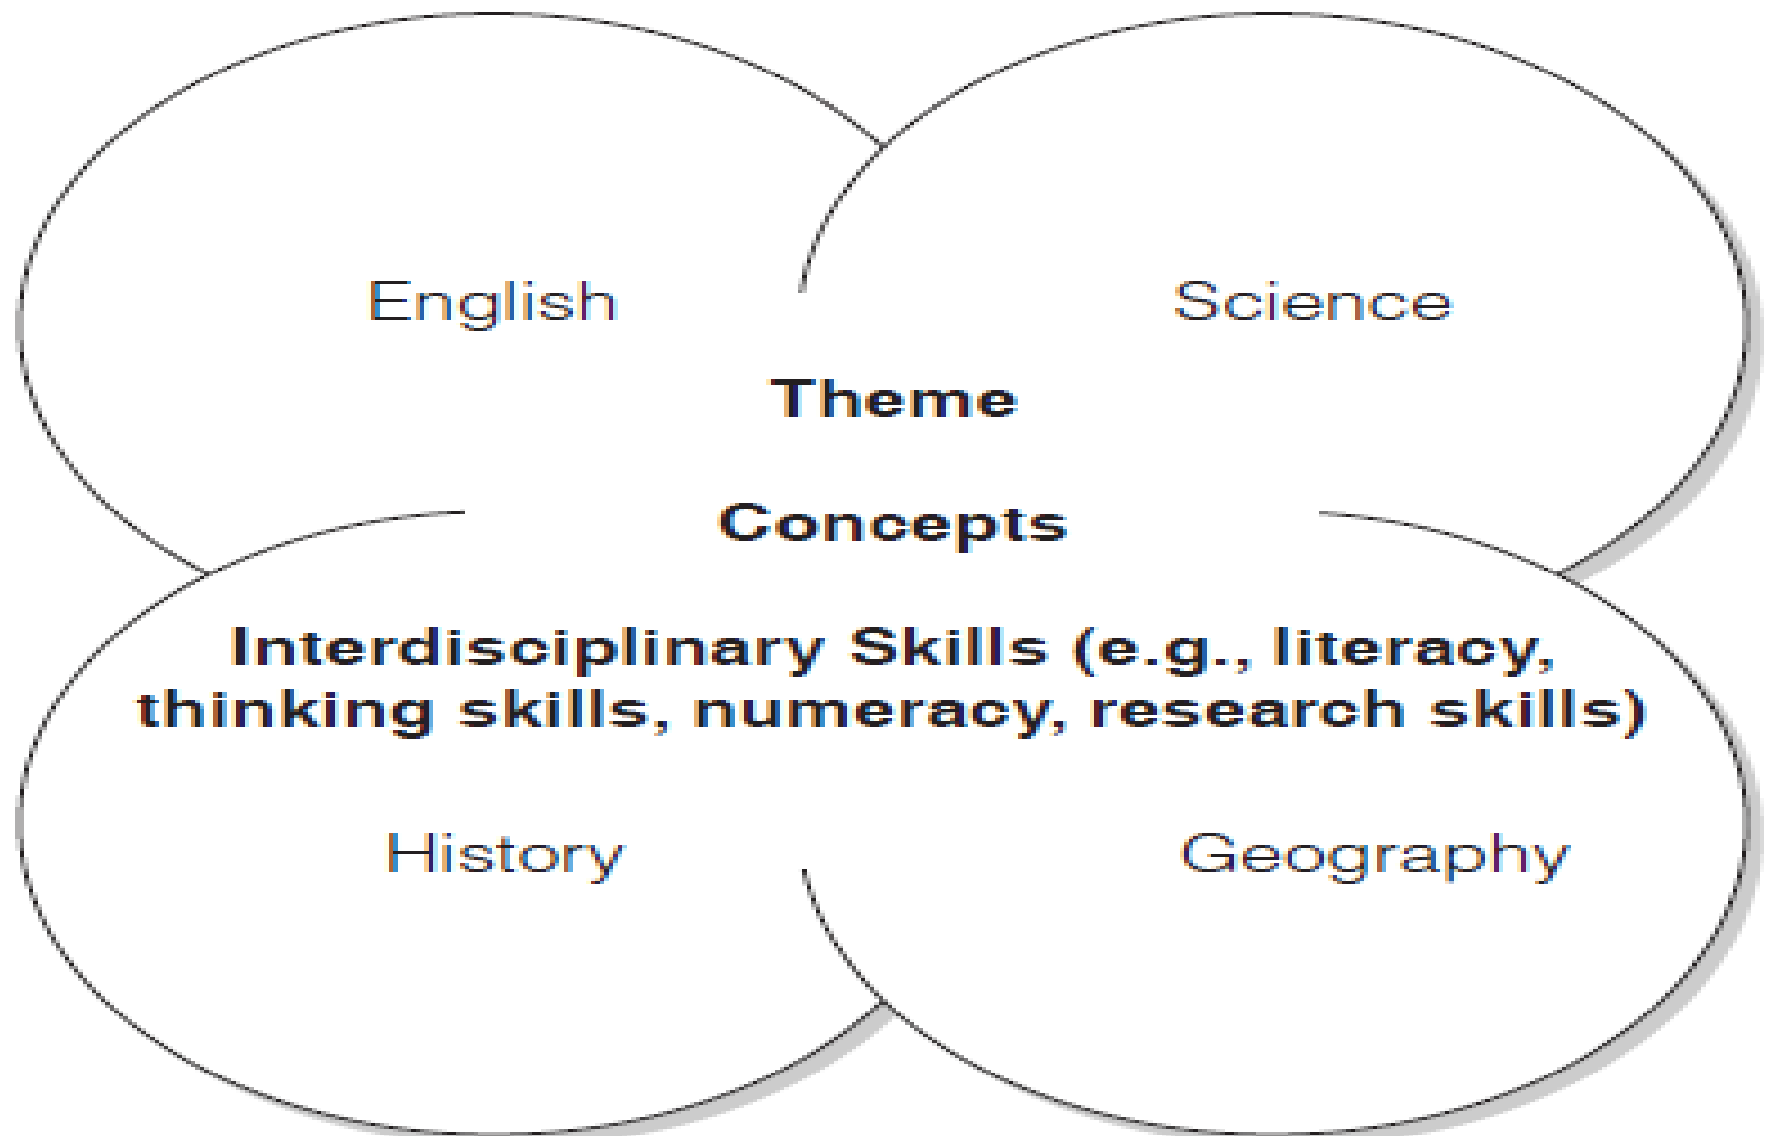 English
Science
Theme
Concepts
Interdisciplinary Skills (e.g., literacy,
thinking skills, numeracy, research skills)
History
Geography